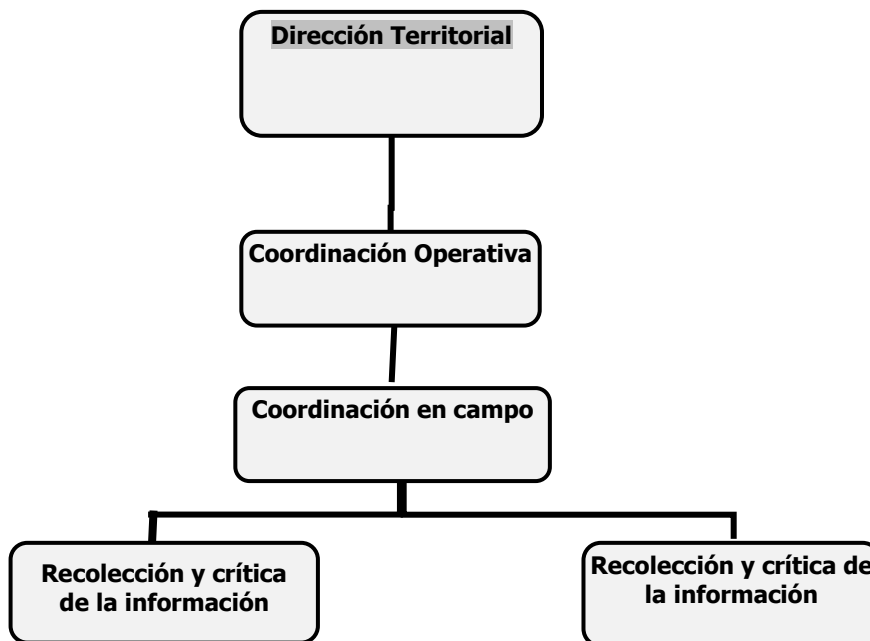 Dirección Territorial
Coordinación Operativa
Coordinación en campo
Recolección y crítica
de la información
Recolección y crítica de
la información